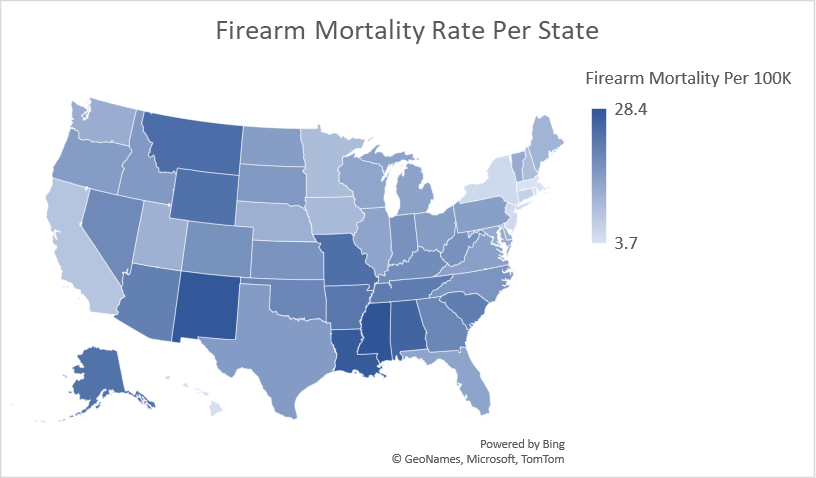 Firearm Mortality Rate Per State
Firearm Mortality Per 100K
28.4
3.7
Powered by Bing
© GeoNames, Microsoft, TomTom